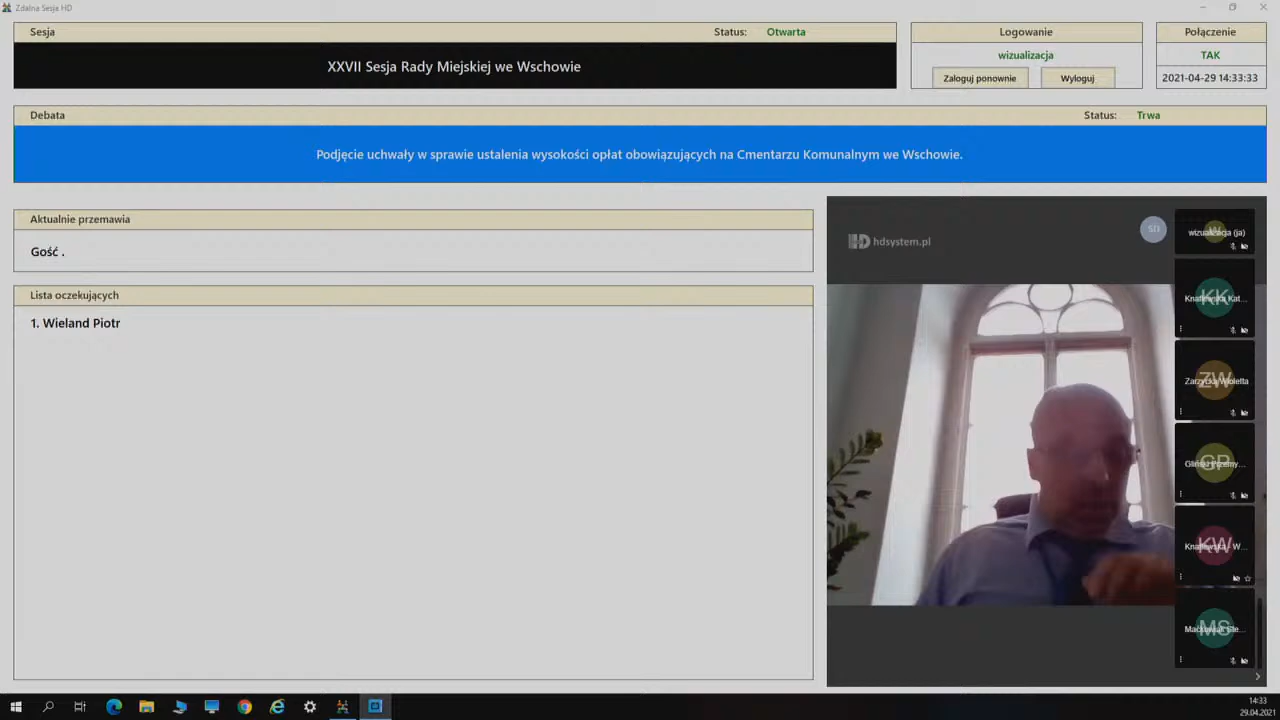 Zdalna Sesja HD
Sesja
Status: Otwarta
XXVII Sesja Rady Miejskiej we Wschowie
Logowanie
wizualizacja
Zaloguj ponownie
Wyloguj
Połączenie
TAK
2021-04-29 14:33:33
Debata
Status: Trwa
Podjęcie uchwały w sprawie ustalenia wysokości opłat obowiązujących na Cmentarzu Komunalnym we Wschowie.
Aktualnie przemawia
Gość .
Lista oczekujących
1. Wieland Piotr
HD hdsystem.pl
SD
wizualizacja (ja)
KK
Kat...
ZW
Zarzycka Wioletta
GP
KW
MS
14:33
29.04.2021